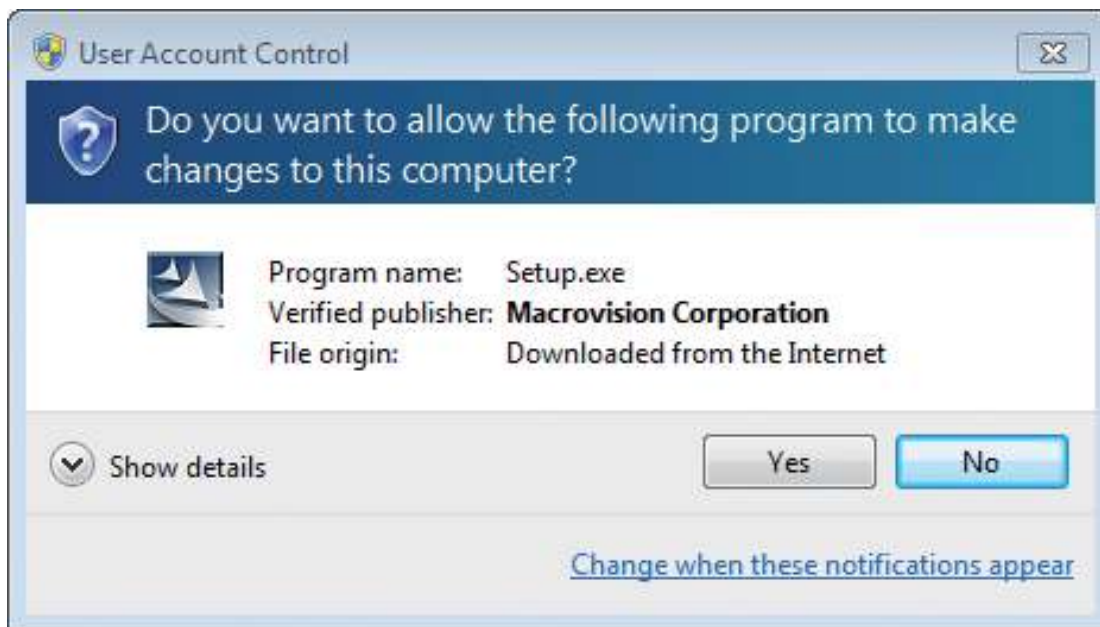 User Account Control
Do you want to allow the following program to make
changes to this computer?
Program name: Setup.exe
Verified publisher: Macrovision Corporation
File origin: Downloaded from the Internet
Show details
Yes
No
Change when these notifications appear